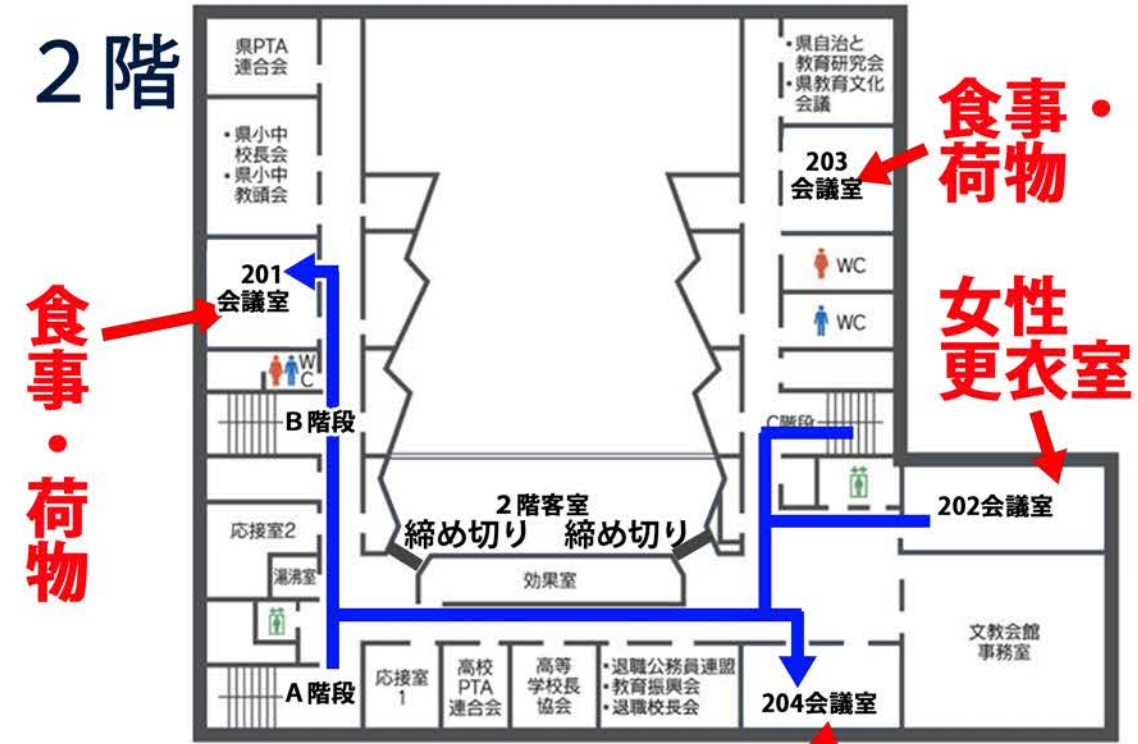 ２階
県PTA
連合会
・県小中
校長会
・県小中
教頭会
201
会議室
W
C
B階段
応接室2
湯沸室
A階段
食事・荷物
・県自治と
教育研究会
・県教育文化
会議
203
会議室
WC
WC
C階段
食事・
荷物
女性
更衣室
202会議室
２階客室
締め切り　締め切り
効果室
文教会館
事務室
応接室
1
高校
PTA
連合会
高等
学校長
協会
・退職公務員連盟
・教育振興会
・退職校長会
204会議室